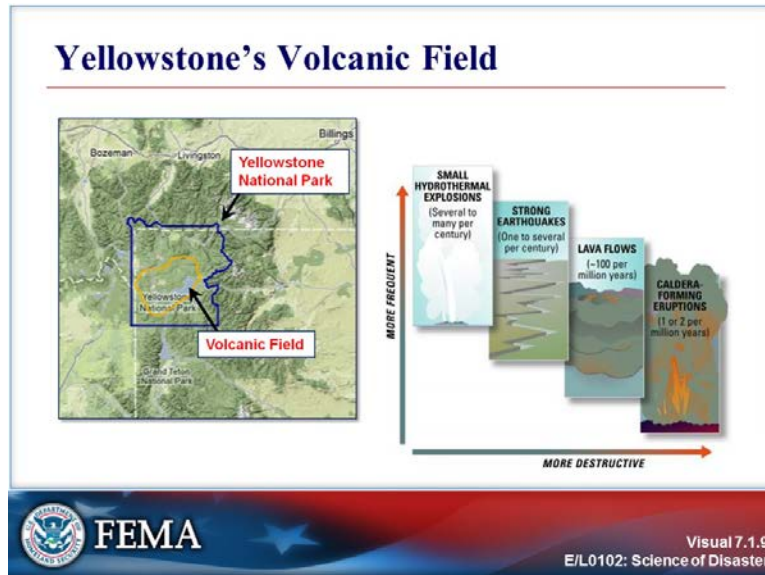 Yellowstone's Volcanic Field
Billings
Bozeman
Livingston
Yellowstone
National Park
Yellowstone
National Park
Volcanic Field
Grand Teton
National Park
MORE FREQUENT
SMALL
HYDROTHERMAL
EXPLOSIONS
(Several to
many per
century)
STRONG
EARTHQUAKES
(One to several
per century)
LAVA FLOWS
(~100 per
million years)
CALDERA-
FORMING
ERUPTIONS
(1 or 2 per
million years)
MORE DESTRUCTIVE
FEMA
Visual 7.1.9
E/L0102: Science of Disaster